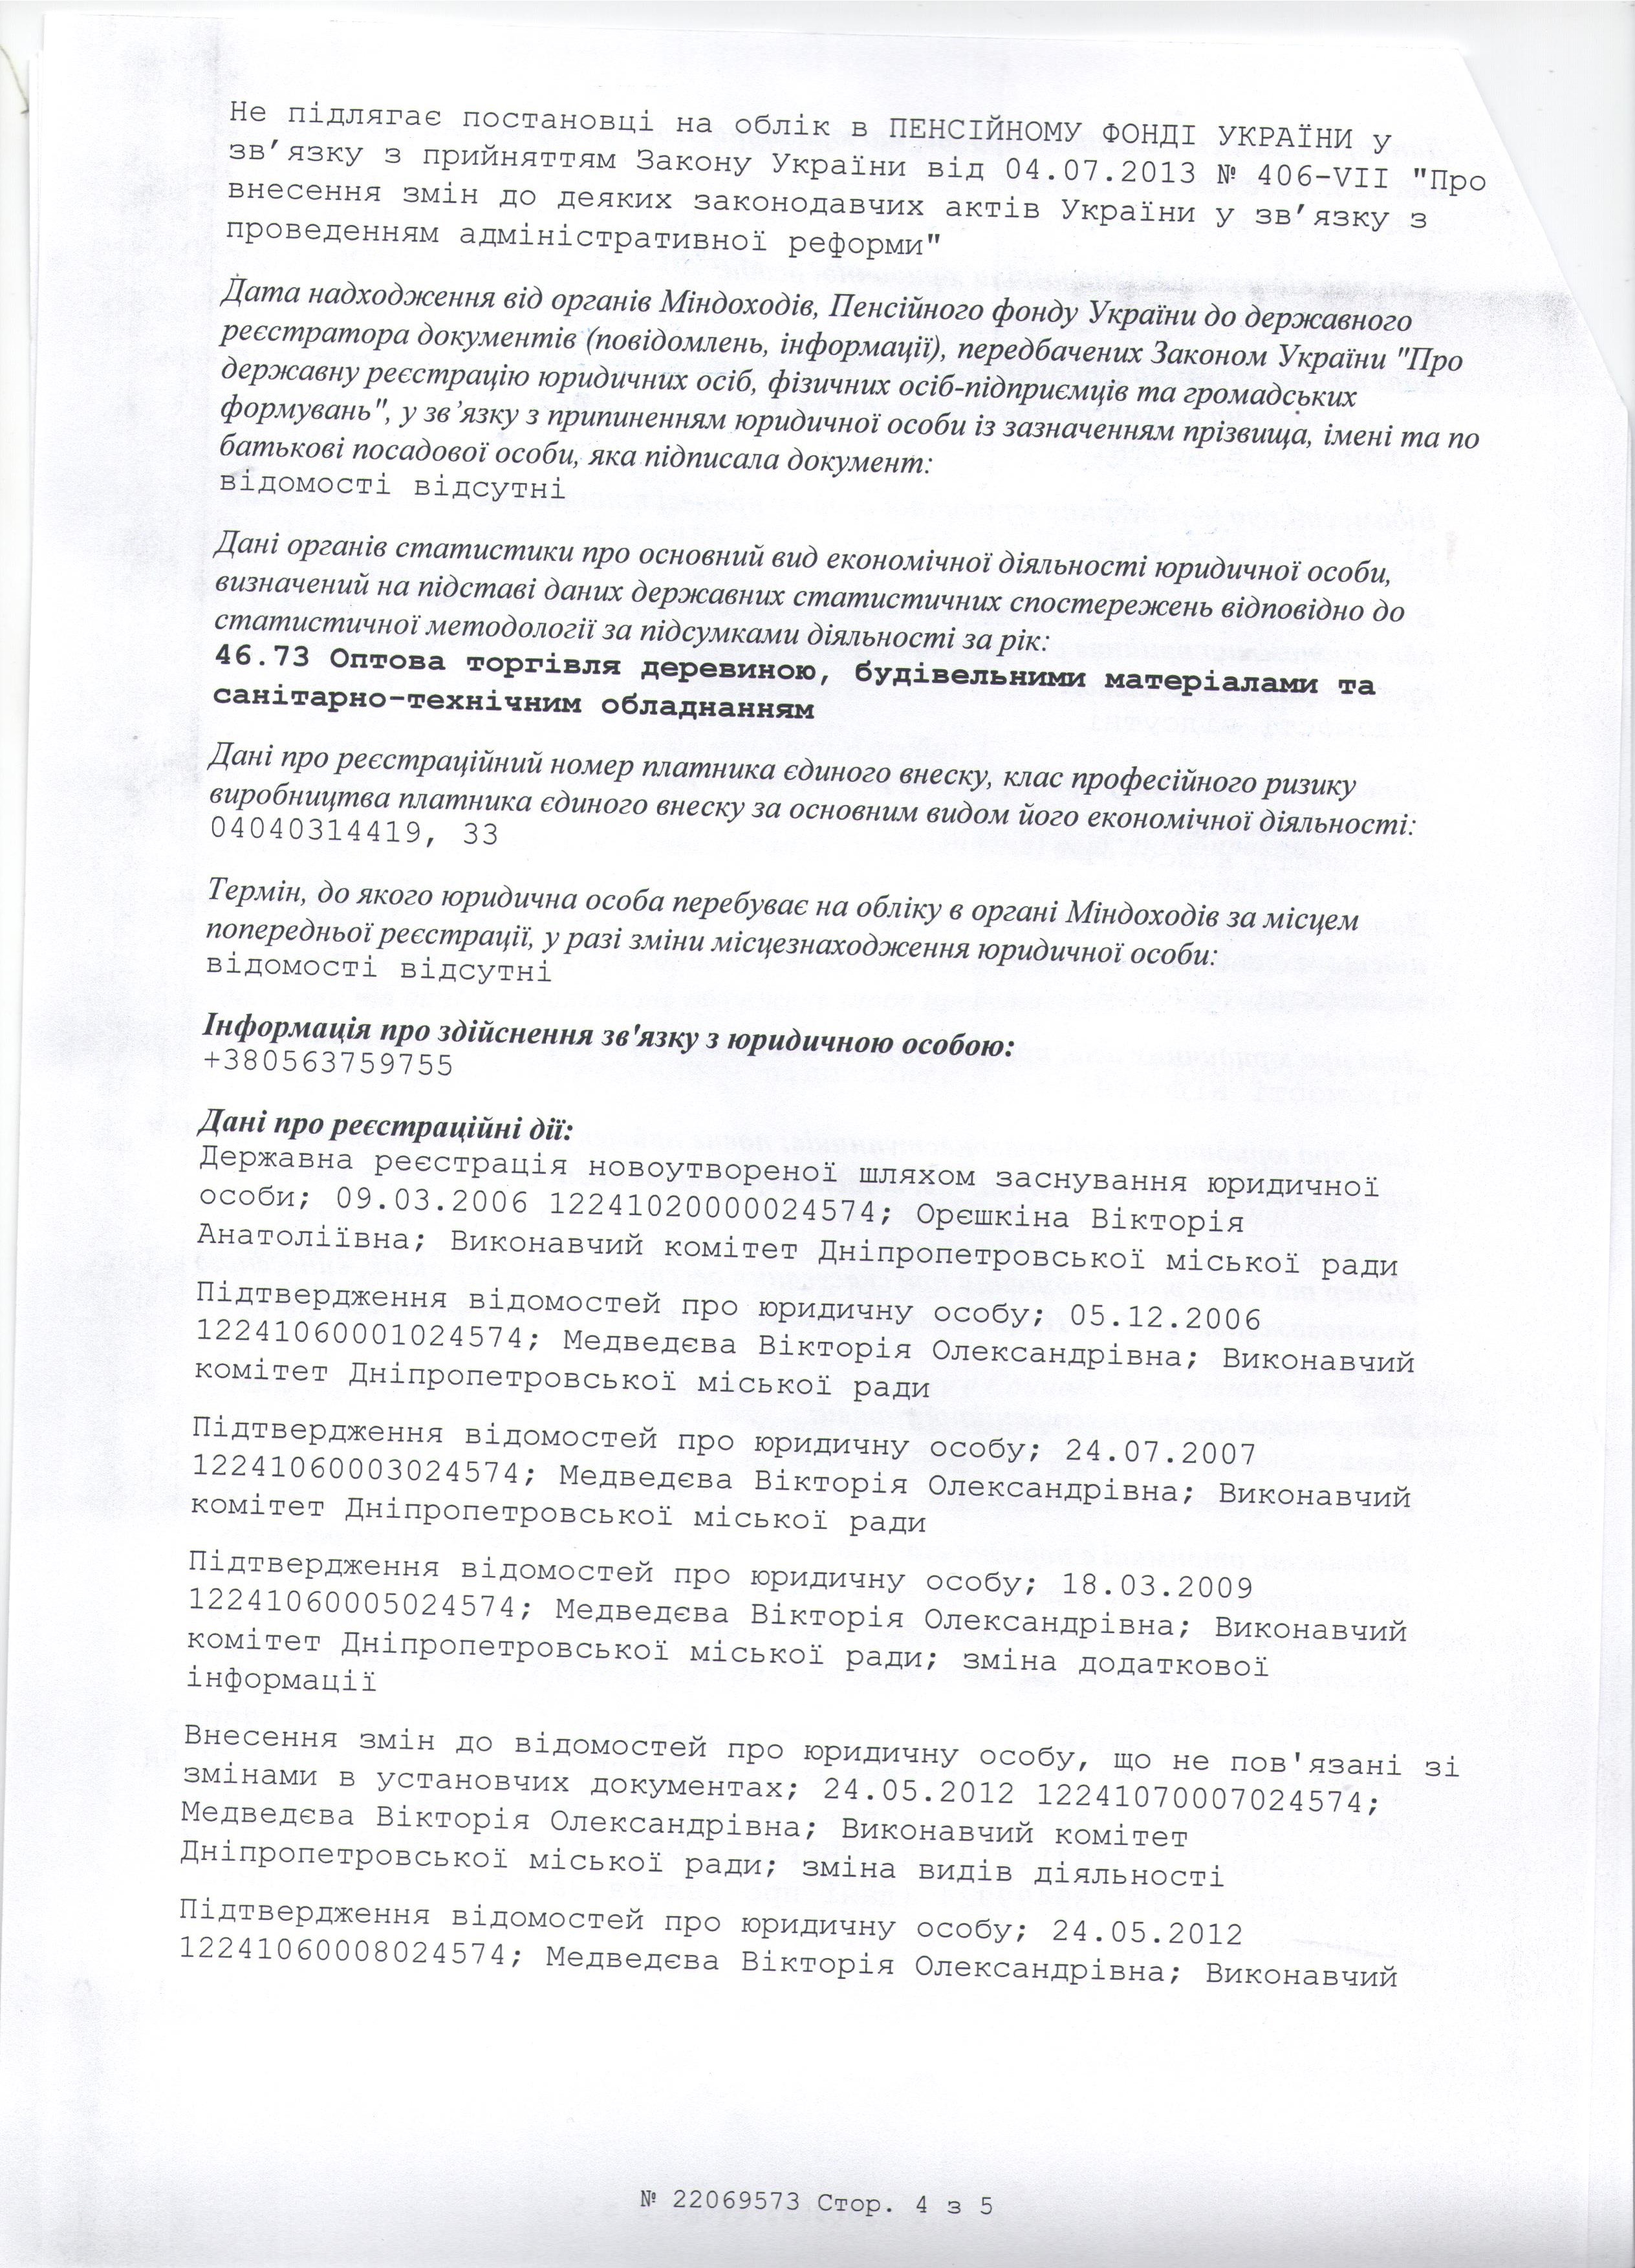 Не підлягає постановці на облік в ПЕНСІЙНОМУ ФОНДІ УКРАЇНИ у
зв’язку з прийняттям Закону України від 04.07.2013 № 406-VII "Про
внесення змін до деяких законодавчих актів України у зв’язку з
проведенням адміністративної реформи"
Дата надходження від органів Міндоходів, Пенсійного фонду України до державного
реєстратора документів (повідомлень, інформації), передбачених Законом України "Про
державну реєстрацію юридичних осіб, фізичних осіб-підприємців та громадських
формувань", у зв’язку з припиненням юридичної особи із зазначенням прізвища, імені та по
батькові посадової особи, яка підписала документ:
відомості відсутні
Дані органів статистики про основний вид економічної діяльності юридичної особи,
визначений на підставі даних державних статистичних спостережень відповідно до
статистичної методології за підсумками діяльності за рік:
46.73 Оптова торгівля деревиною, будівельними матеріалами та
санітарно-технічним обладнанням
Дані про реєстраційний номер платника єдиного внеску, клас професійного ризику
виробництва платника єдиного внеску за основним видом його економічної діяльності:
04040314419, 33
Термін, до якого юридична особа перебуває на обліку в органі Міндоходів за місцем
попередньої реєстрації, у разі зміни місцезнаходження юридичної особи:
відомості відсутні
Інформація про здійснення зв'язку з юридичною особою:
+380563759755
Дані про реєстраційні дії:
Державна реєстрація новоутвореної шляхом заснування юридичної
особи; 09.03.2006 12241020000024574; Орєшкіна Вікторія
Анатоліївна; Виконавчий комітет Дніпропетровської міської ради
Підтвердження відомостей про юридичну особу; 05.12.2006
12241060001024574; Медведєва Вікторія Олександрівна; Виконавчий
комітет Дніпропетровської міської ради
Підтвердження відомостей про юридичну особу; 24.07.2007
12241060003024574; Медведєва Вікторія Олександрівна; Виконавчий
комітет Дніпропетровської міської ради
Підтвердження відомостей про юридичну особу; 18.03.2009
12241060005024574; Медведєва Вікторія Олександрівна; Виконавчий
комітет Дніпропетровської міської ради; зміна додаткової
інформації
Внесення змін до відомостей про юридичну особу, що не пов'язані зі
змінами в установчих документах; 24.05.2012 12241070007024574;
Медведєва Вікторія Олександрівна; Виконавчий комітет
Дніпропетровської міської ради; зміна видів діяльності
Підтвердження відомостей про юридичну особу; 24.05.2012
12241060008024574; Медведєва Вікторія Олександрівна; Виконавчий
№ 22069573 Стор. 4 з 5